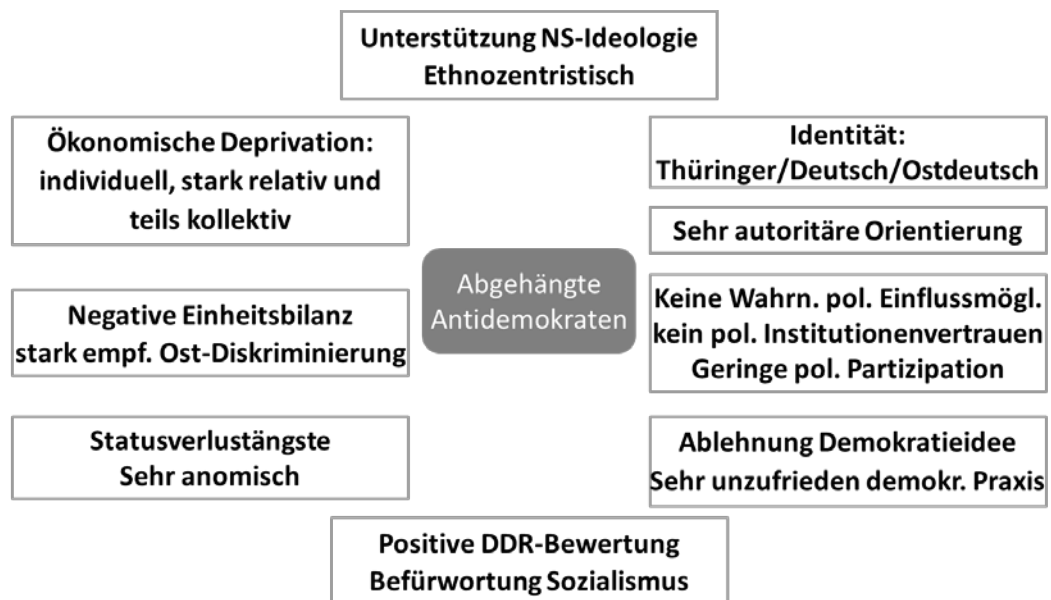 Unterstützung NS-Ideologie
Ethnozentristisch
Ökonomische Deprivation:
individuell, stark relativ und
teils kollektiv
Identität:
Thüringer/Deutsch/Ostdeutsch
Sehr autoritäre Orientierung
Abgehängte
Antidemokraten
Negative Einheitsbilanz
stark empf. Ost-Diskriminierung
Keine Wahrn. pol. Einflussmögl.
kein pol. Institutionenvertrauen
Geringe pol. Partizipation
Statusverlustängste
Sehr anomisch
Ablehnung Demokratieidee
Sehr unzufrieden demokr. Praxis
Positive DDR-Bewertung
Befürwortung Sozialismus